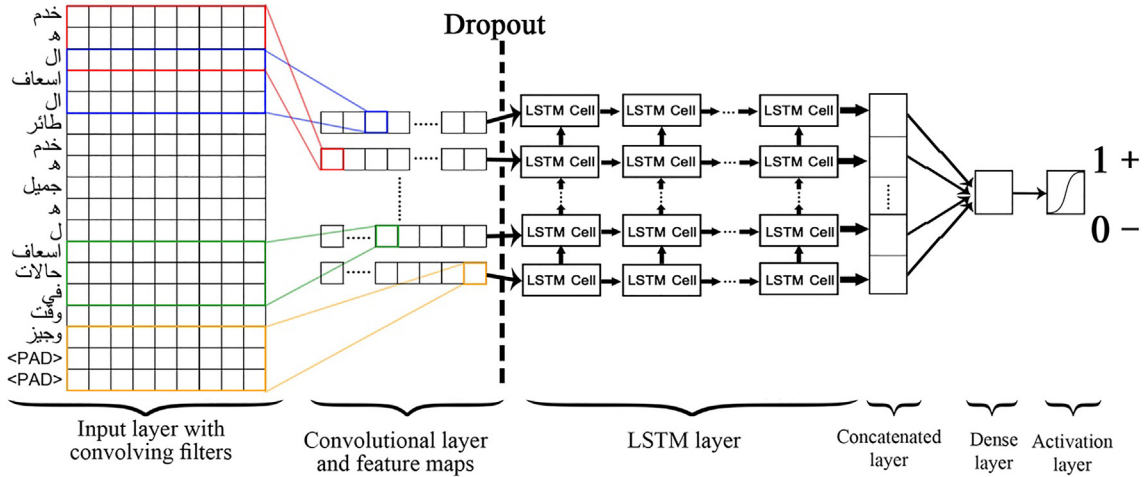 خدم
ه
ال
اسعاف
ال
طائر
خدم
ه
جميل
ه
ل
اسعاف
حالات
في
وقت
وجيز
<PAD>
<PAD>
Dropout
LSTM Cell LSTM Cell LSTM Cell
LSTM Cell LSTM Cell LSTM Cell
LSTM Cell LSTM Cell LSTM Cell
LSTM Cell LSTM Cell LSTM Cell
1 +
0 −
Input layer with
convolving filters
Convolutional layer
and feature maps
LSTM layer
Concatenated
layer
Dense
layer
Activation
layer